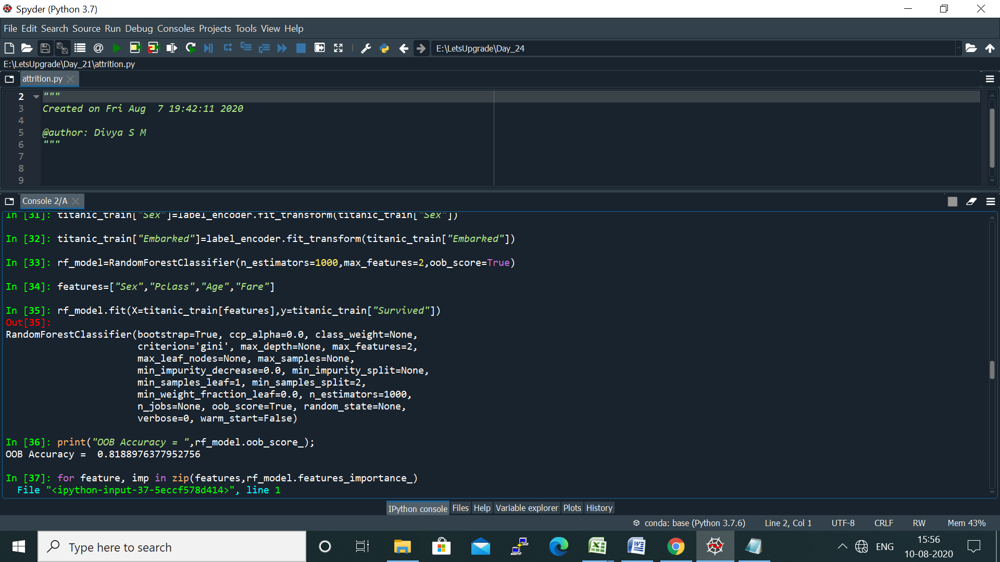 Spyder (Python 3.7)
File Edit Search Source Run Debug Consoles Projects Tools View Help
E:\LetsUpgrade\Day_24
E:\LetsUpgrade\Day_21\attrition.py
attrition.py
2 """
3 Created on Fri Aug  7 19:42:11 2020
4
5 @author: Divya S M
6 """
7
8
9
Console 2/A
In [31]: titanic_train["Sex"]=label_encoder.fit_transform(titanic_train["Sex"])
In [32]: titanic_train["Embarked"]=label_encoder.fit_transform(titanic_train["Embarked"])
In [33]: rf_model=RandomForestClassifier(n_estimators=1000,max_features=2,oob_score=True)
In [34]: features=["Sex","Pclass","Age","Fare"]
In [35]: rf_model.fit(X=titanic_train[features],y=titanic_train["Survived"])
Out[35]:
RandomForestClassifier(bootstrap=True, ccp_alpha=0.0, class_weight=None,
criterion='gini', max_depth=None, max_features=2,
max_leaf_nodes=None, max_samples=None,
min_impurity_decrease=0.0, min_impurity_split=None,
min_samples_leaf=1, min_samples_split=2,
min_weight_fraction_leaf=0.0, n_estimators=1000,
n_jobs=None, oob_score=True, random_state=None,
verbose=0, warm_start=False)
In [36]: print("OOB Accuracy = ",rf_model.oob_score_);
OOB Accuracy =  0.8188976377952756
In [37]: for feature, imp in zip(features,rf_model.features_importance_)
File "<ipython-input-37-5eccf578d414>", line 1
IPython console Files Help Variable explorer Plots History
conda: base (Python 3.7.6) Line 2, Col 1 UTF-8 CRLF RW Mem 43%
Type here to search
ENG
15:56
10-08-2020